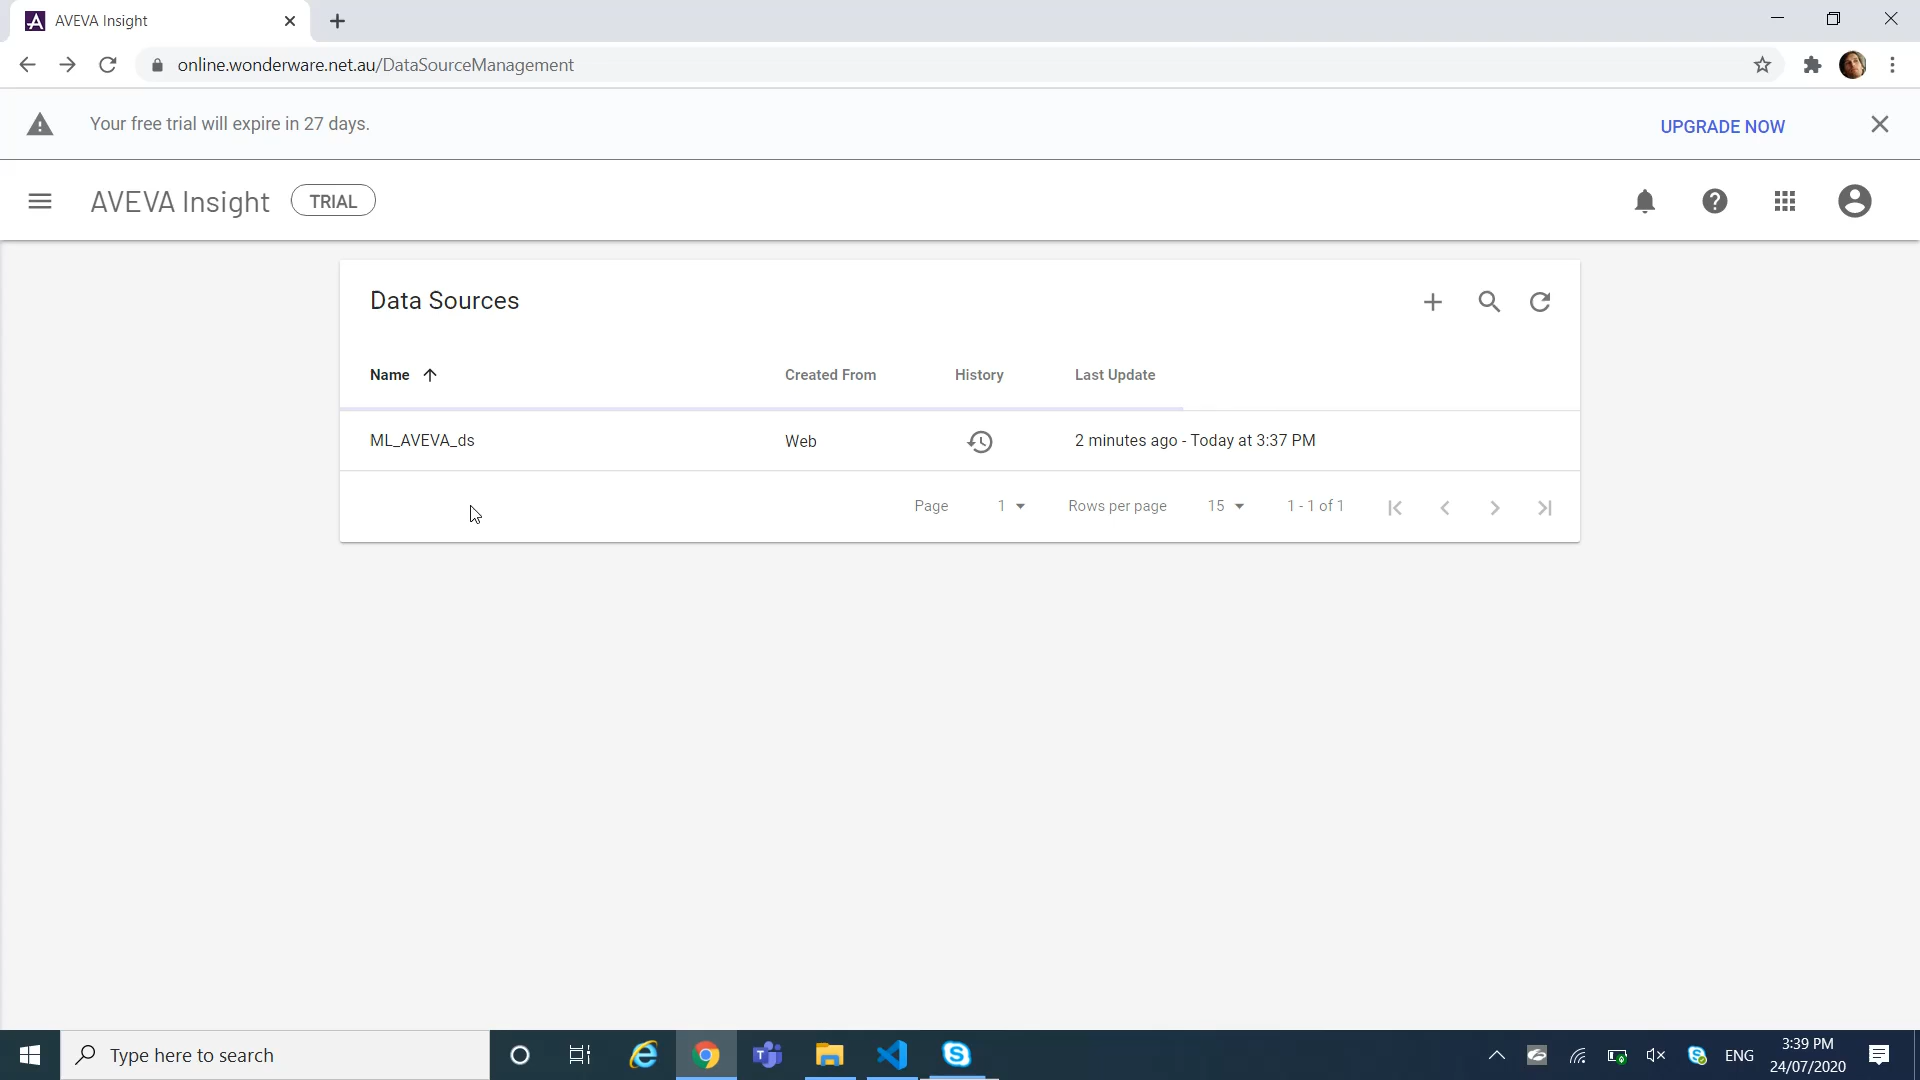 AVEVA Insight
online.wonderware.net.au/DataSourceManagement
Your free trial will expire in 27 days.
UPGRADE NOW
AVEVA Insight TRIAL
Data Sources
Name Created From History Last Update
ML_AVEVA_ds Web 2 minutes ago - Today at 3:37 PM
Page 1 Rows per page 15 1 - 1 of 1
Type here to search
ENG
3:39 PM
24/07/2020